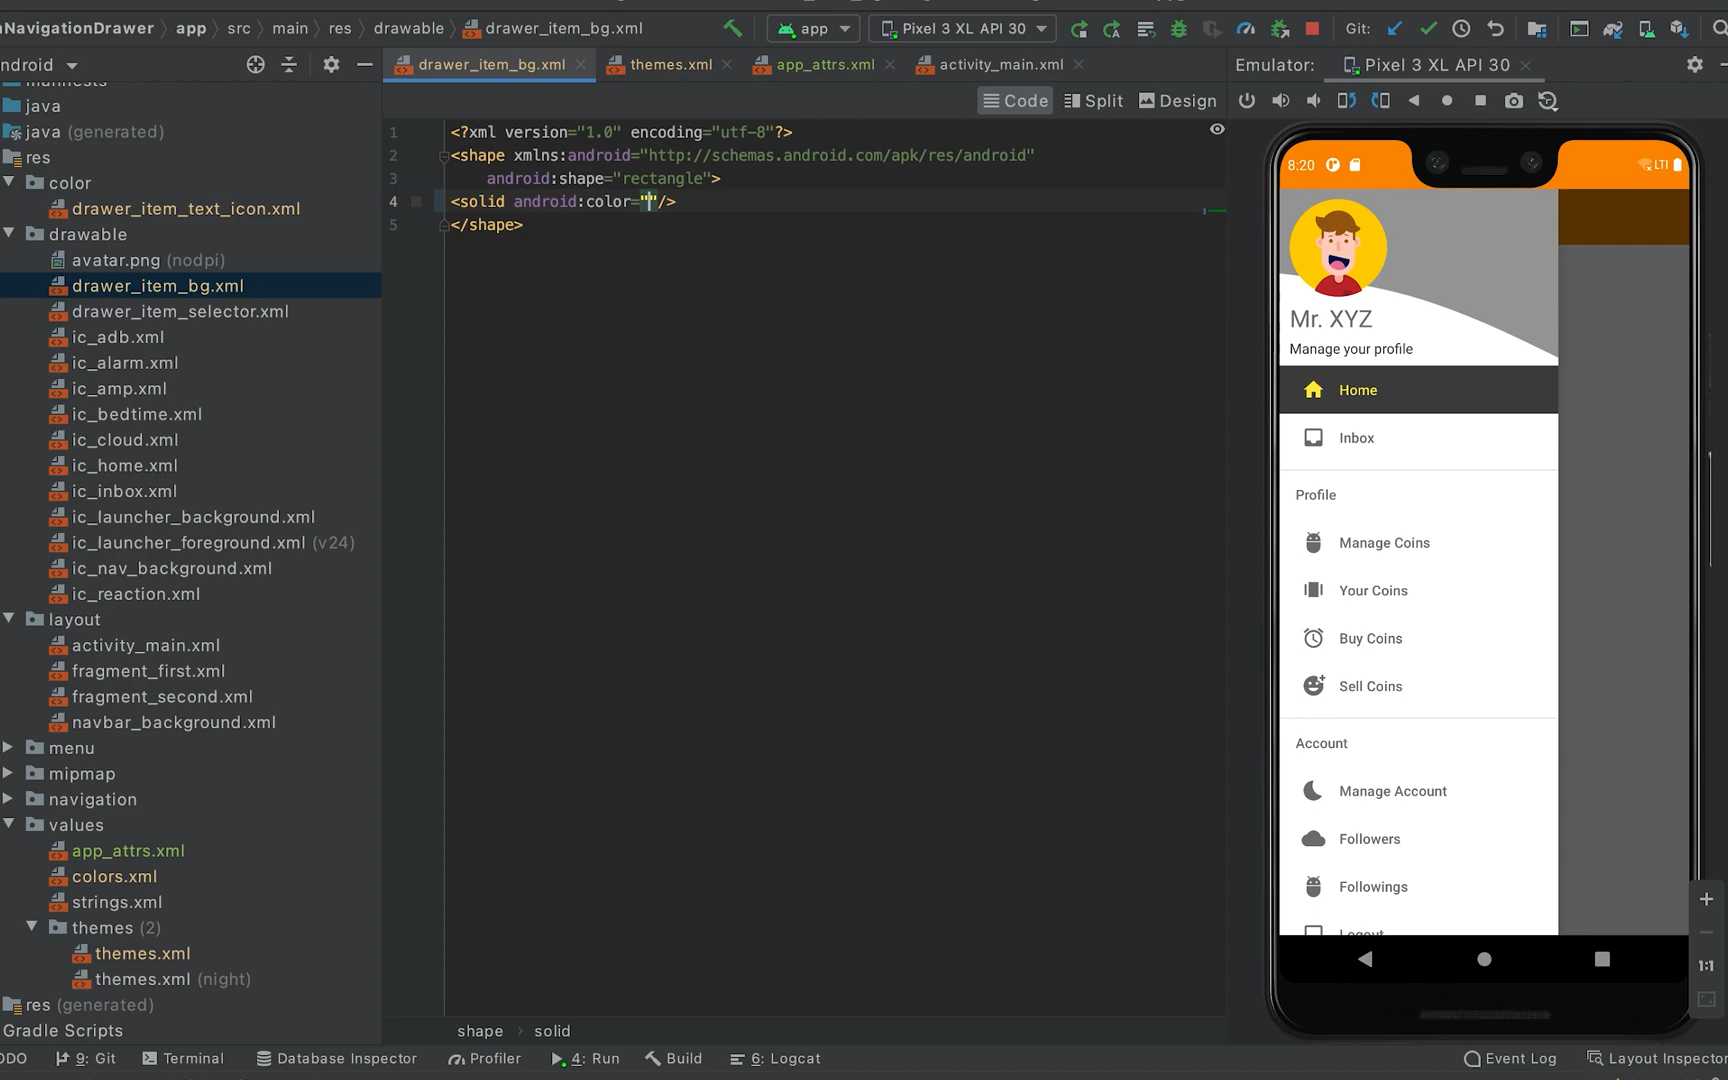 NavigationDrawer > app > src > main > res > drawable > drawer_item_bg.xml
app
Pixel 3 XL API 30
Git:
ndroid
drawer_item_bg.xml
themes.xml
app_attrs.xml
activity_main.xml
Emulator:
Pixel 3 XL API 30
Code
Split
Design
manifests
java
java (generated)
res
color
drawer_item_text_icon.xml
drawable
avatar.png (nodpi)
drawer_item_bg.xml
drawer_item_selector.xml
ic_adb.xml
ic_alarm.xml
ic_amp.xml
ic_bedtime.xml
ic_cloud.xml
ic_home.xml
ic_inbox.xml
ic_launcher_background.xml
ic_launcher_foreground.xml (v24)
ic_nav_background.xml
ic_reaction.xml
layout
activity_main.xml
fragment_first.xml
fragment_second.xml
navbar_background.xml
menu
mipmap
navigation
values
app_attrs.xml
colors.xml
strings.xml
themes (2)
themes.xml
themes.xml (night)
res (generated)
Gradle Scripts
1 <?xml version="1.0" encoding="utf-8"?>
2 <shape xmlns:android="http://schemas.android.com/apk/res/android"
3 android:shape="rectangle">
4 <solid android:color=""/>
5 </shape>
shape > solid
8:20
LTE
Mr. XYZ
Manage your profile
Home
Inbox
Profile
Manage Coins
Your Coins
Buy Coins
Sell Coins
Account
Manage Account
Followers
Followings
Logout
1:1
ODO
9: Git
Terminal
Database Inspector
Profiler
4: Run
Build
6: Logcat
Event Log
Layout Inspector